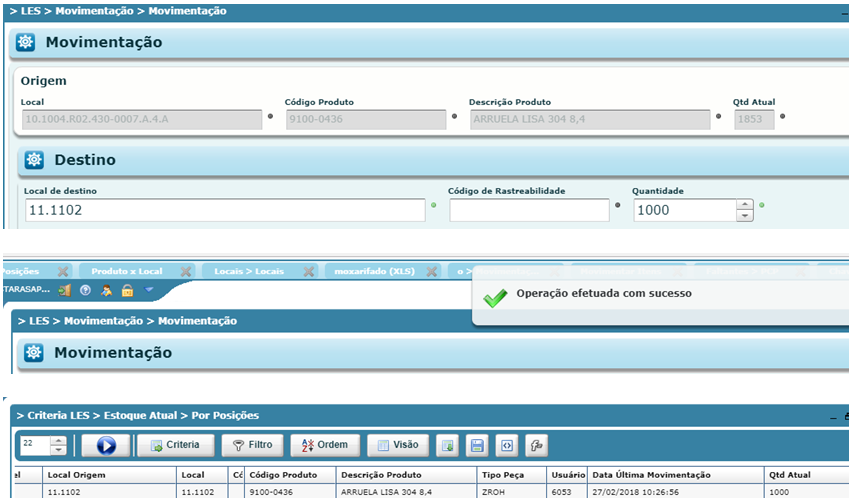 > LES > Movimentação > Movimentação
Movimentação
Origem
Local Código Produto Descrição Produto Qtd Atual
10.1004.R02.430-0007.A.4.A 9100-0436 ARRUELA LISA 304 8,4 1853
Destino
Local de destino Código de Rastreabilidade Quantidade
11.1102 1000
Posições Produto x Local Locais > Locais moxarifado (XLS) o >
TARASAP...
Operação efetuada com sucesso
> LES > Movimentação > Movimentação
Movimentação
> Criteria LES > Estoque Atual > Por Posições
22 Criteria Filtro Ordem Visão
el Local Origem Local Có Código Produto Descrição Produto Tipo Peça Usuário Data Última Movimentação Qtd Atual
11.1102 11.1102 9100-0436 ARRUELA LISA 304 8,4 ZROH 6053 27/02/2018 10:26:56 1000